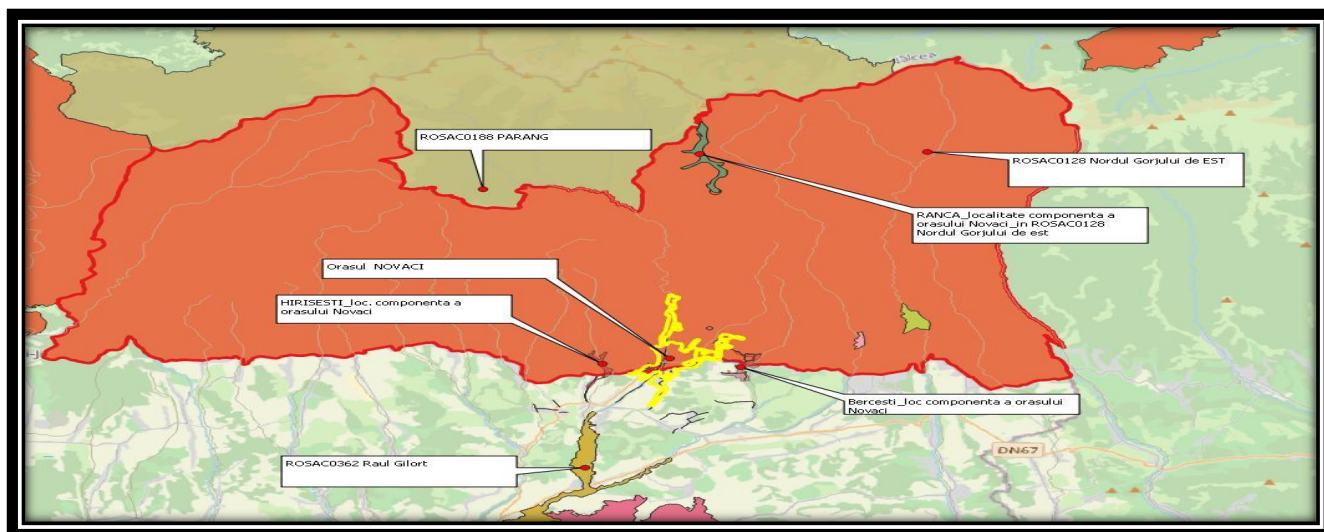 ROSAC0188 PARANG
ROSAC0128 Nordul Gorjului de EST
RANCA_localitate componenta a
orasului Novaci_in ROSAC0128
Nordul Gorjului de est
Orasul NOVACI
HIRISESTI_loc. componenta a
orasului Novaci
Bercesti_loc componenta a orasului
Novaci
DN67
ROSAC0362 Raul Gilort